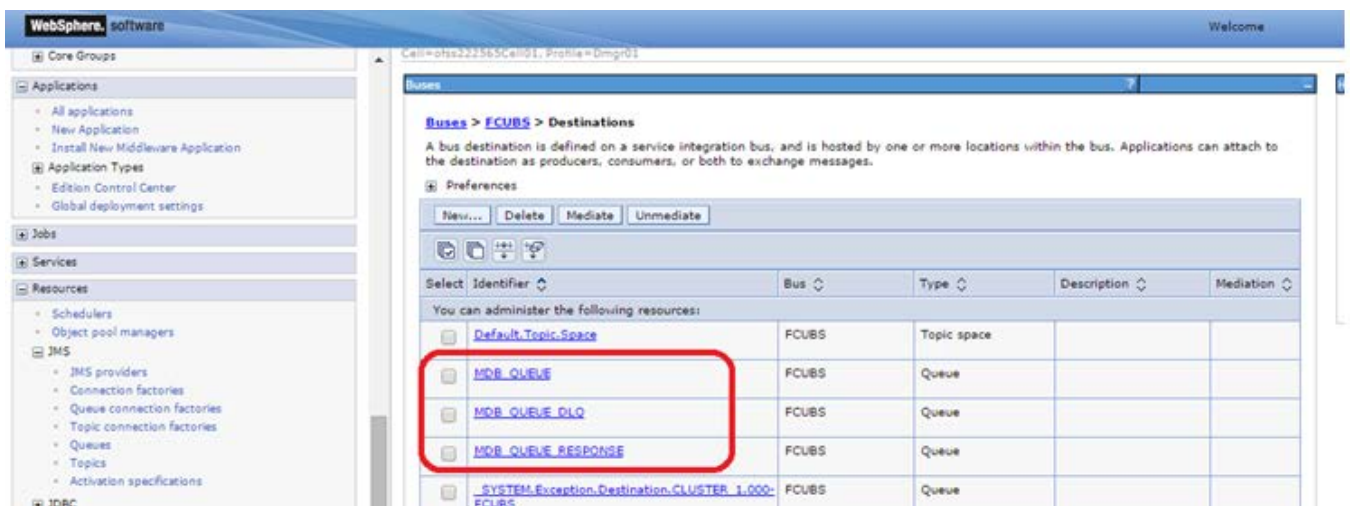 WebSphere. software
Welcome
Core Groups
Cell=ofss222565Cell01, Profile=Dmgr01
Applications
All applications
New Application
Install New Middleware Application
Application Types
Edition Control Center
Global deployment settings
Jobs
Services
Resources
Schedulers
Object pool managers
JMS
JMS providers
Connection factories
Queue connection factories
Topic connection factories
Queues
Topics
Activation specifications
JDBC
Buses
?
Buses > FCUBS > Destinations
A bus destination is defined on a service integration bus, and is hosted by one or more locations within the bus. Applications can attach to
the destination as producers, consumers, or both to exchange messages.
Preferences
New... Delete Mediate Unmediate
Select Identifier Bus Type Description Mediation
You can administer the following resources:
Default.Topic.Space FCUBS Topic space
MDB_QUEUE FCUBS Queue
MDB_QUEUE_DLQ FCUBS Queue
MDB_QUEUE_RESPONSE FCUBS Queue
_SYSTEM.Exception.Destination.CLUSTER_1.000- FCUBS Queue
FCUBS